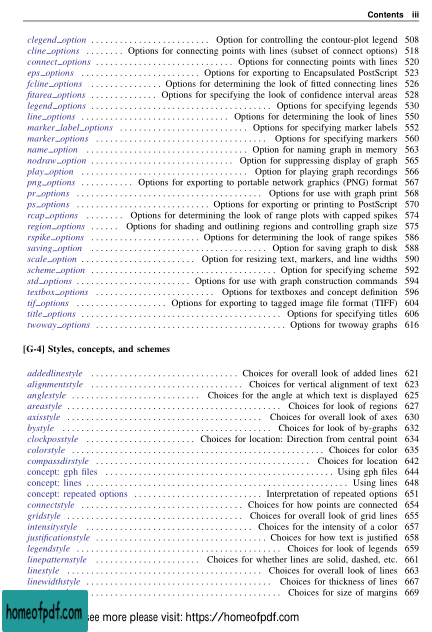 Contents iii
clegend_option . . . . . . . . . . . . . . . . . . . . . . . . . Option for controlling the contour-plot legend 508
cline_options . . . . . . . . Options for connecting points with lines (subset of connect options) 518
connect_options . . . . . . . . . . . . . . . . . . . . . . . . . . . . . Options for connecting points with lines 520
eps_options . . . . . . . . . . . . . . . . . . . . . . . . . Options for exporting to Encapsulated PostScript 523
fcline_options . . . . . . . . . . . . . . . Options for determining the look of fitted connecting lines 526
fitarea_options . . . . . . . . . . . . . . Options for specifying the look of confidence interval areas 528
legend_options . . . . . . . . . . . . . . . . . . . . . . . . . . . . . . . . . . . . . . Options for specifying legends 530
line_options . . . . . . . . . . . . . . . . . . . . . . . . . . . . . . . . Options for determining the look of lines 550
marker_label_options . . . . . . . . . . . . . . . . . . . . . . . . . . . Options for specifying marker labels 552
marker_options . . . . . . . . . . . . . . . . . . . . . . . . . . . . . . . . . . . . . Options for specifying markers 560
name_option . . . . . . . . . . . . . . . . . . . . . . . . . . . . . . . . . . . Option for naming graph in memory 563
nodraw_option . . . . . . . . . . . . . . . . . . . . . . . . . . . . . . Option for suppressing display of graph 565
play_option . . . . . . . . . . . . . . . . . . . . . . . . . . . . . . . . . . . Option for playing graph recordings 566
png_options . . . . . . . . . . . Options for exporting to portable network graphics (PNG) format 567
pr_options . . . . . . . . . . . . . . . . . . . . . . . . . . . . . . . . . . . . . . . Options for use with graph print 568
ps_options . . . . . . . . . . . . . . . . . . . . . . . . . . . . Options for exporting or printing to PostScript 570
rcap_options . . . . . . . . Options for determining the look of range plots with capped spikes 574
region_options . . . . . . Options for shading and outlining regions and controlling graph size 575
rspike_options . . . . . . . . . . . . . . . . . . . . . . . Options for determining the look of range spikes 586
saving_option . . . . . . . . . . . . . . . . . . . . . . . . . . . . . . . . . . . . . Option for saving graph to disk 588
scale_option . . . . . . . . . . . . . . . . . . . . . . . . Option for resizing text, markers, and line widths 590
scheme_option . . . . . . . . . . . . . . . . . . . . . . . . . . . . . . . . . . . . . . . Option for specifying scheme 592
std_options . . . . . . . . . . . . . . . . . . . . . . . . Options for use with graph construction commands 594
textbox_options . . . . . . . . . . . . . . . . . . . . . . . . . Options for textboxes and concept definition 596
tif_options . . . . . . . . . . . . . . . . . . . . Options for exporting to tagged image file format (TIFF) 604
title_options . . . . . . . . . . . . . . . . . . . . . . . . . . . . . . . . . . . . . . . . . Options for specifying titles 606
twoway_options . . . . . . . . . . . . . . . . . . . . . . . . . . . . . . . . . . . . . . . . Options for twoway graphs 616
[G-4] Styles, concepts, and schemes
addedlinestyle . . . . . . . . . . . . . . . . . . . . . . . . . . . . . . . Choices for overall look of added lines 621
alignmentstyle . . . . . . . . . . . . . . . . . . . . . . . . . . . . . . . . Choices for vertical alignment of text 623
anglestyle . . . . . . . . . . . . . . . . . . . . . . . . . . . Choices for the angle at which text is displayed 625
areastyle . . . . . . . . . . . . . . . . . . . . . . . . . . . . . . . . . . . . . . . . . . . . . Choices for look of regions 627
axisstyle . . . . . . . . . . . . . . . . . . . . . . . . . . . . . . . . . . . . . . . . Choices for overall look of axes 630
bystyle . . . . . . . . . . . . . . . . . . . . . . . . . . . . . . . . . . . . . . . . . . . Choices for look of by-graphs 632
clockposstyle . . . . . . . . . . . . . . . . . . . . . . . Choices for location: Direction from central point 634
colorstyle . . . . . . . . . . . . . . . . . . . . . . . . . . . . . . . . . . . . . . . . . . . . . . . . . . . . . Choices for color 635
compassdirstyle . . . . . . . . . . . . . . . . . . . . . . . . . . . . . . . . . . . . . . . . . . . . . . Choices for location 642
concept: gph files . . . . . . . . . . . . . . . . . . . . . . . . . . . . . . . . . . . . . . . . . . . . . . . . Using gph files 644
concept: lines . . . . . . . . . . . . . . . . . . . . . . . . . . . . . . . . . . . . . . . . . . . . . . . . . . . . . . . Using lines 648
concept: repeated options . . . . . . . . . . . . . . . . . . . . . . . . . . . Interpretation of repeated options 651
connectstyle . . . . . . . . . . . . . . . . . . . . . . . . . . . . . . . . . . Choices for how points are connected 654
gridstyle . . . . . . . . . . . . . . . . . . . . . . . . . . . . . . . . . . . . . Choices for overall look of grid lines 655
intensitystyle . . . . . . . . . . . . . . . . . . . . . . . . . . . . . . . . . . . . Choices for the intensity of a color 657
justificationstyle . . . . . . . . . . . . . . . . . . . . . . . . . . . . . . . . . . . . Choices for how text is justified 658
legendstyle . . . . . . . . . . . . . . . . . . . . . . . . . . . . . . . . . . . . . . . . . . . Choices for look of legends 659
linepatternstyle . . . . . . . . . . . . . . . . . . . . . . Choices for whether lines are solid, dashed, etc. 661
linestyle . . . . . . . . . . . . . . . . . . . . . . . . . . . . . . . . . . . . . . . . . Choices for overall look of lines 663
linewidthstyle . . . . . . . . . . . . . . . . . . . . . . . . . . . . . . . . . . . . . . . . Choices for thickness of lines 667
Choices for size of margins 669
homeofpdf.com
see more please visit: https://homeofpdf.com